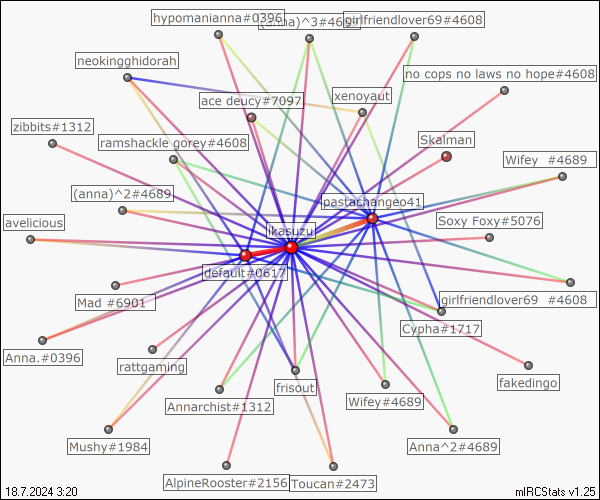 hypomanianna#0396
(anna)^3#46
girlfriendlover69#4608
neokingghidorah
no cops no laws no hope#4608
ace deucy#7097
xenoyaut
zibbits#1312
ramshackle gorey#4608
Skalman
Wifey  #4689
(anna)^2#4689
pastachangeo41
avelicious
ikasuzu
Soxy Foxy#5076
default#0617
Mad #6901
girlfriendlover69  #4608
Cypha#1717
Anna.#0396
rattgaming
frisout
fakedingo
Annarchist#1312
Wifey#4689
Mushy#1984
Anna^2#4689
AlpineRooster#2156
Toucan#2473
18.7.2024 3:20
mIRCStats v1.25